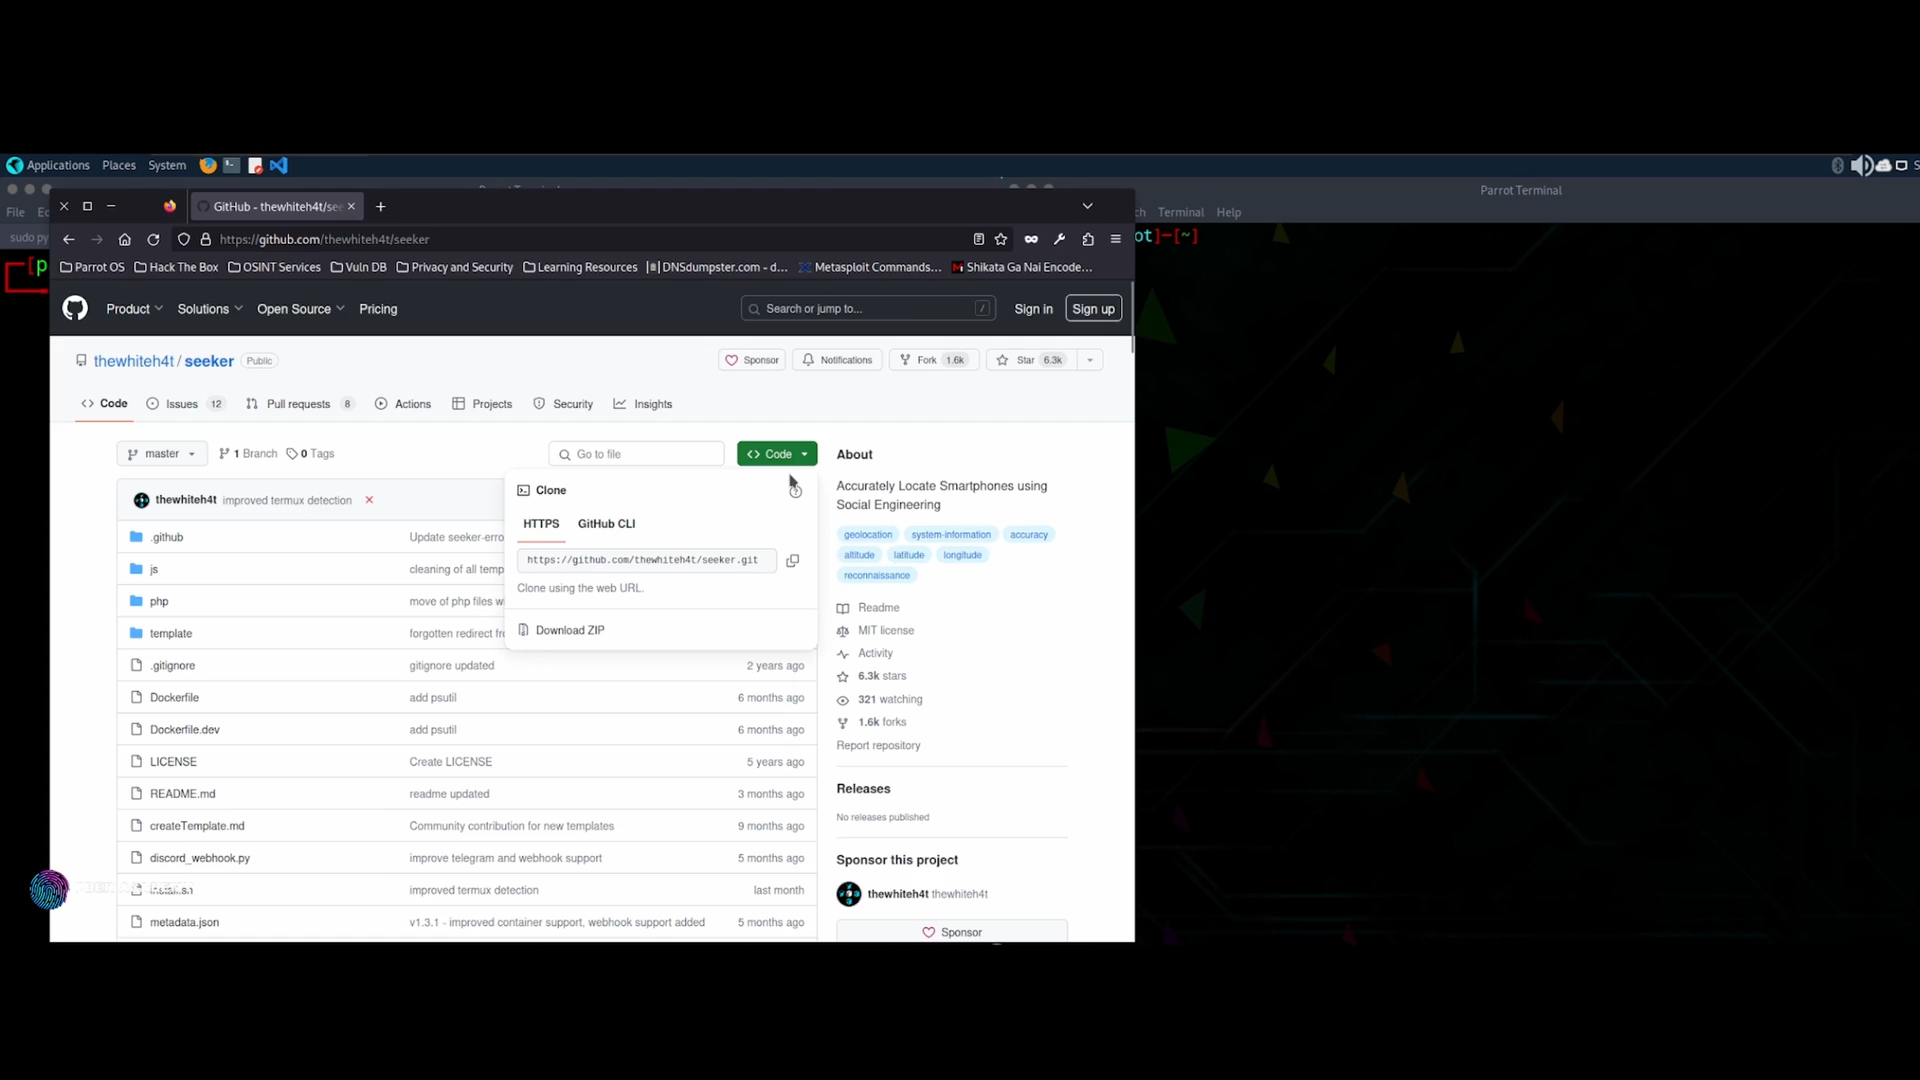 Applications Places System
Parrot Terminal
File
GitHub - thewhiteh4t/see
Terminal Help
sudo py
https://github.com/thewhiteh4t/seeker
ot]-[~]
Parrot OS Hack The Box OSINT Services Vuln DB Privacy and Security Learning Resources DNSdumpster.com - d... Metasploit Commands... Shikata Ga Nai Encode...
Product Solutions Open Source Pricing Search or jump to... / Sign in Sign up
thewhiteh4t / seeker Public Sponsor Notifications Fork 1.6k Star 6.3k
Code Issues 12 Pull requests 8 Actions Projects Security Insights
master 1 Branch 0 Tags Go to file Code
thewhiteh4t improved termux detection
Clone
HTTPS GitHub CLI
https://github.com/thewhiteh4t/seeker.git
Clone using the web URL.
Download ZIP
.github Update seeker-erro
js cleaning of all temp
php move of php files w
template forgotten redirect fr
.gitignore gitignore updated 2 years ago
Dockerfile add psutil 6 months ago
Dockerfile.dev add psutil 6 months ago
LICENSE Create LICENSE 5 years ago
README.md readme updated 3 months ago
createTemplate.md Community contribution for new templates 9 months ago
discord_webhook.py improve telegram and webhook support 5 months ago
install.sh improved termux detection last month
metadata.json v1.3.1 - improved container support, webhook support added 5 months ago
About
Accurately Locate Smartphones using
Social Engineering
geolocation system-information accuracy
altitude latitude longitude
reconnaissance
Readme
MIT license
Activity
6.3k stars
321 watching
1.6k forks
Report repository
Releases
No releases published
Sponsor this project
thewhiteh4t thewhiteh4t
Sponsor